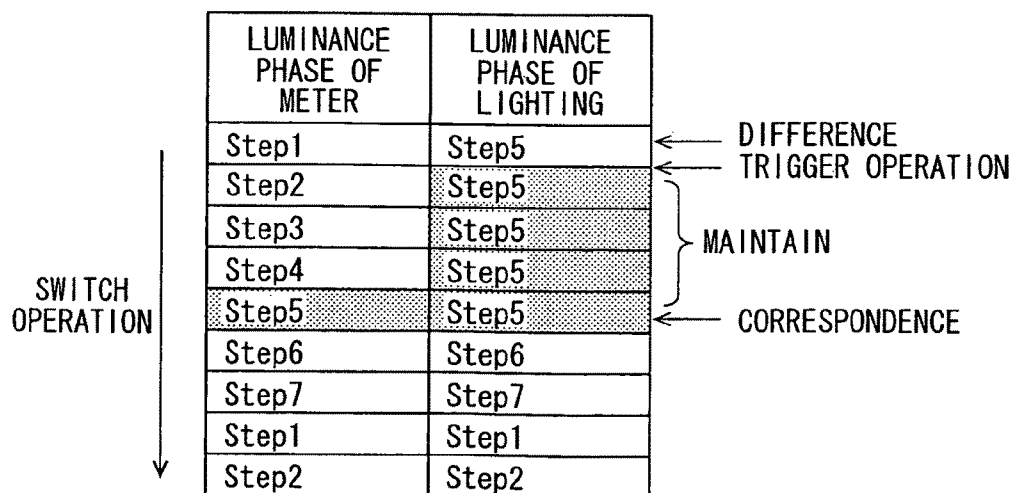 LUMINANCE PHASE OF METER
LUMINANCE PHASE OF LIGHTING
Step1 Step5
DIFFERENCE
TRIGGER OPERATION
Step2 Step5
Step3 Step5
MAINTAIN
Step4 Step5
SWITCH OPERATION
Step5 Step5
CORRESPONDENCE
Step6 Step6
Step7 Step7
Step1 Step1
Step2 Step2